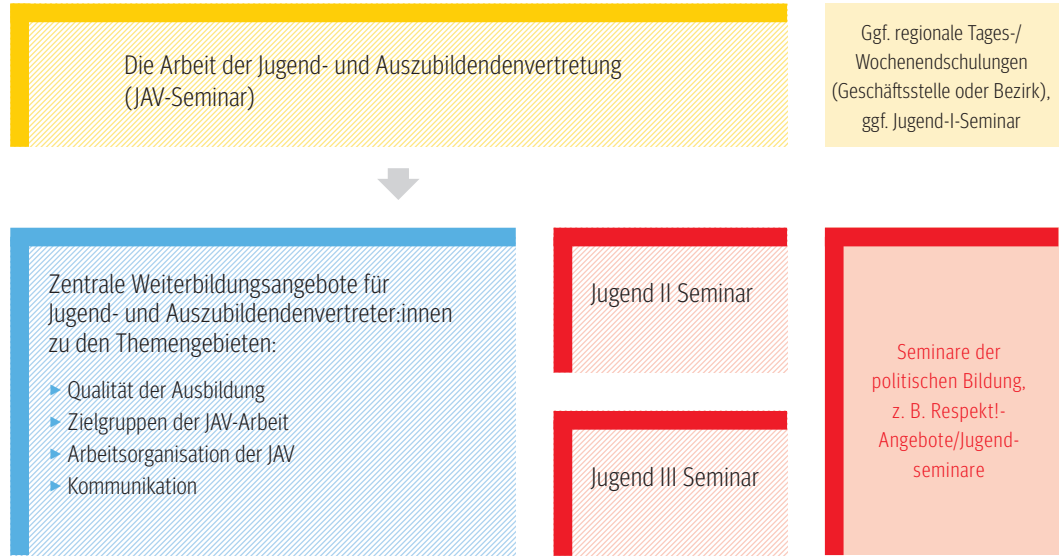 Die Arbeit der Jugend- und Auszubildendenvertretung
(JAV-Seminar)
Ggf. regionale Tages-/
Wochenendschulungen
(Geschäftsstelle oder Bezirk),
ggf. Jugend-I-Seminar
Zentrale Weiterbildungsangebote für
Jugend- und Auszubildendenvertreter:innen
zu den Themengebieten:
▸ Qualität der Ausbildung
▸ Zielgruppen der JAV-Arbeit
▸ Arbeitsorganisation der JAV
▸ Kommunikation
Jugend II Seminar
Jugend III Seminar
Seminare der
politischen Bildung,
z. B. Respekt!-
Angebote/Jugend-
seminare